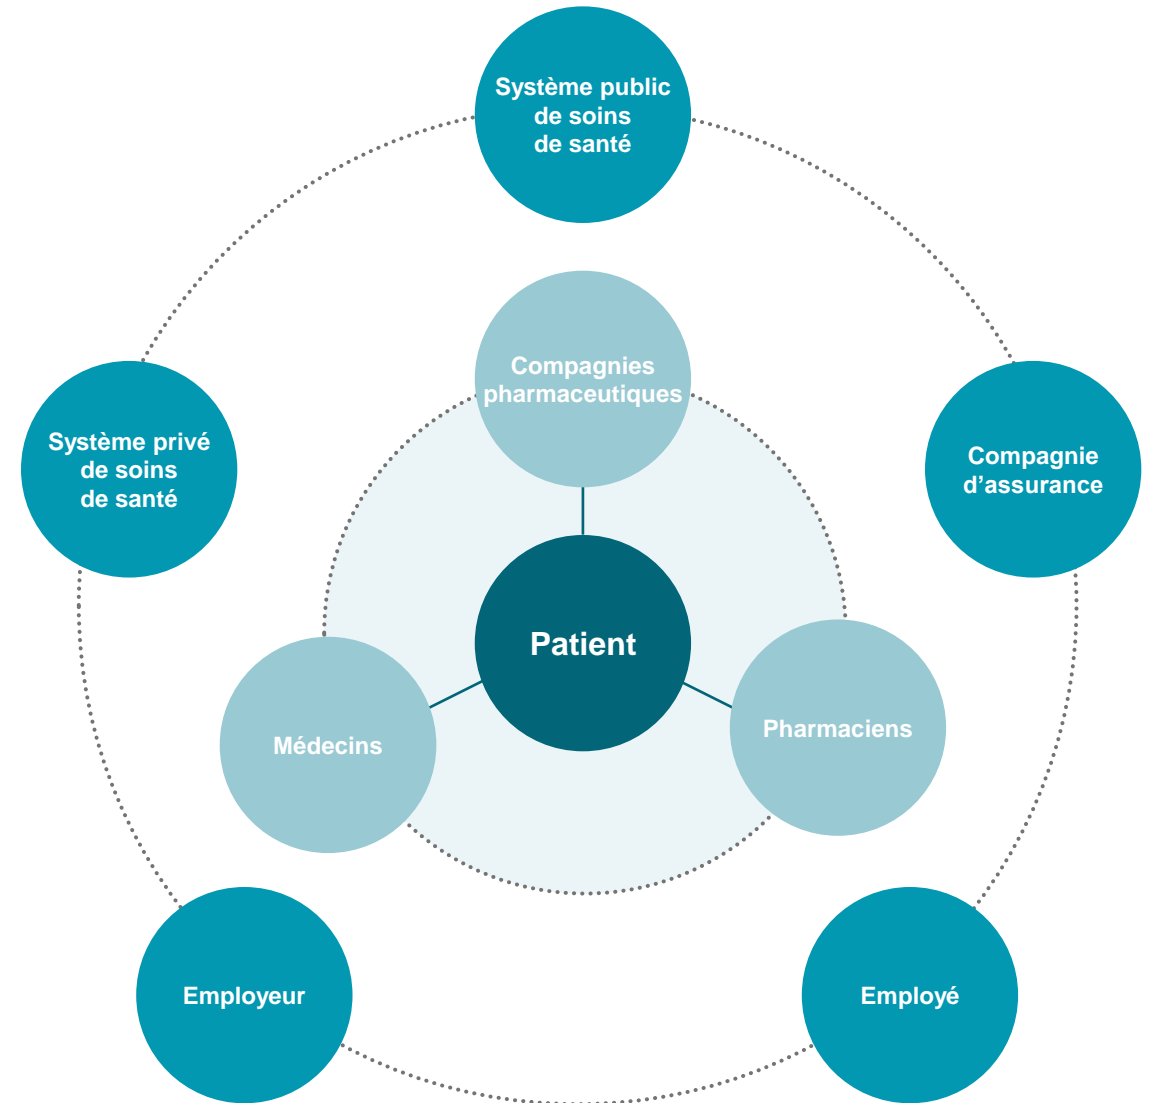 Système public
de soins
de santé
Compagnies
pharmaceutiques
Système privé
de soins
de santé
Compagnie
d’assurance
Patient
Médecins
Pharmaciens
Employeur
Employé